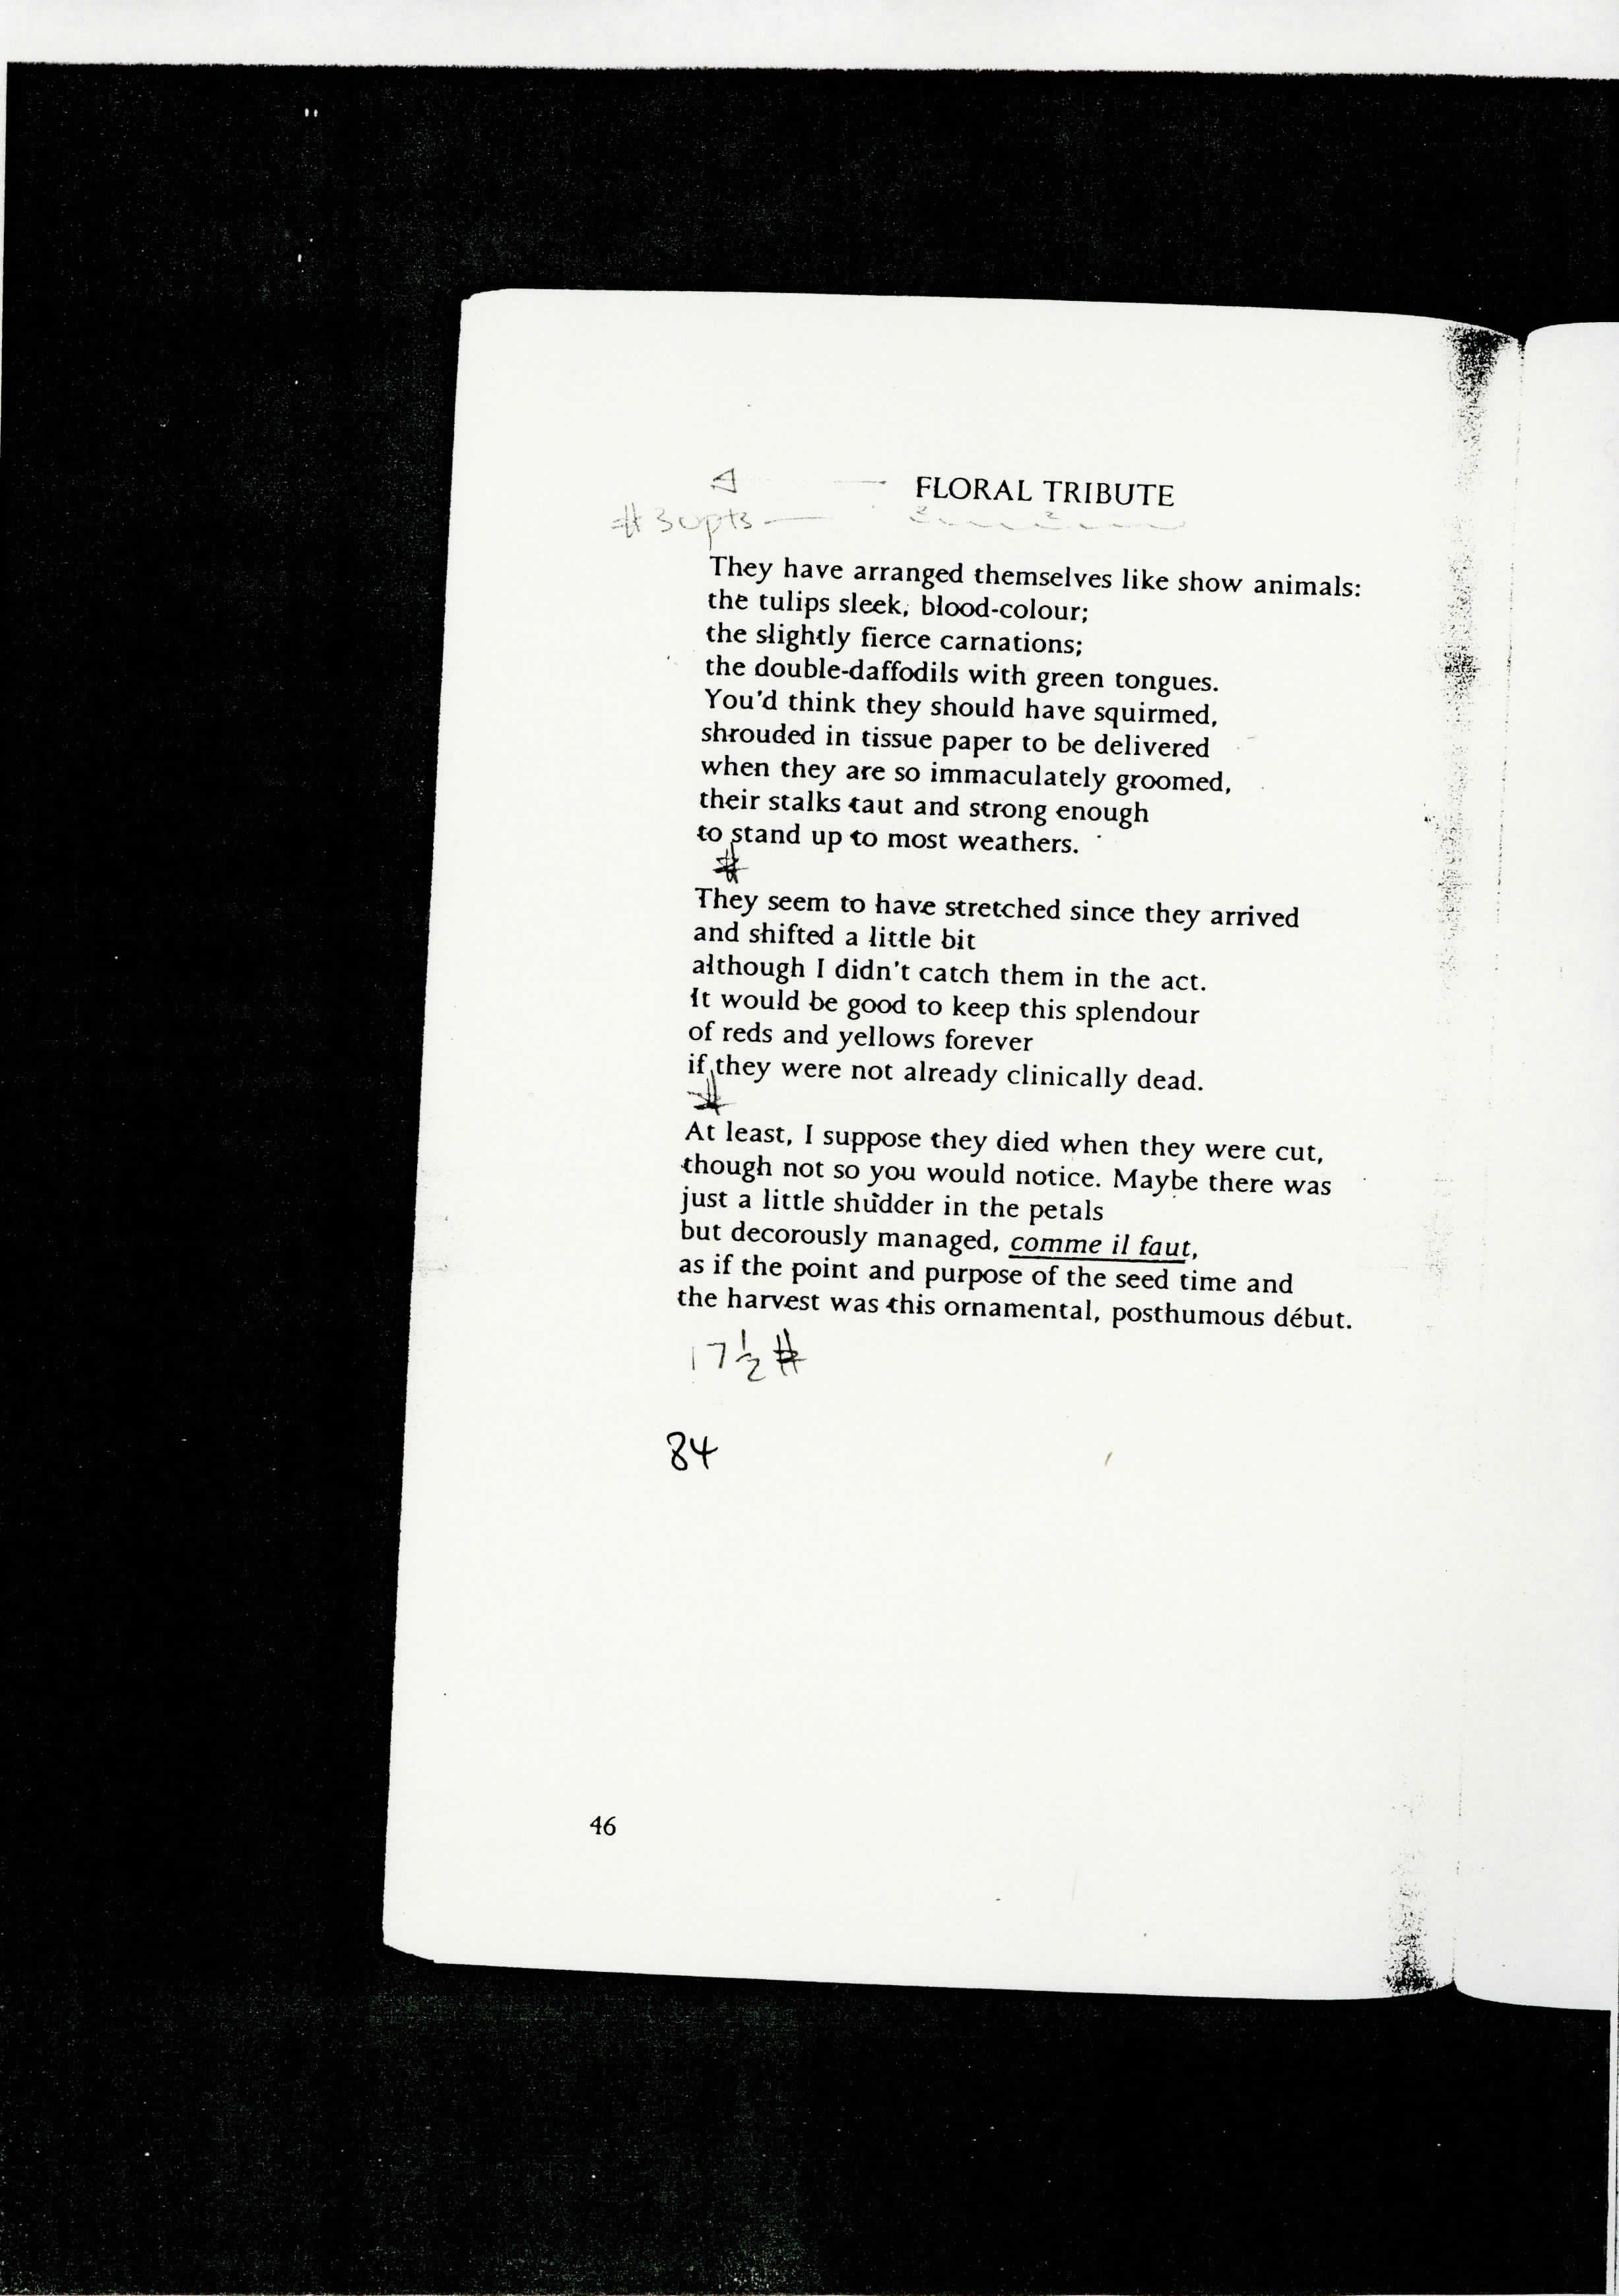 FLORAL TRIBUTE
# 30pts
They have arranged themselves like show animals:
the tulips sleek, blood-colour;
the slightly fierce carnations;
the double-daffodils with green tongues.
You'd think they should have squirmed,
shrouded in tissue paper to be delivered
when they are so immaculately groomed,
their stalks taut and strong enough
to stand up to most weathers.
#
They seem to have stretched since they arrived
and shifted a little bit
although I didn't catch them in the act.
It would be good to keep this splendour
of reds and yellows forever
if they were not already clinically dead.
#
At least, I suppose they died when they were cut,
though not so you would notice. Maybe there was
just a little shudder in the petals
but decorously managed, comme il faut,
as if the point and purpose of the seed time and
the harvest was this ornamental, posthumous début.
17½ #
84
46